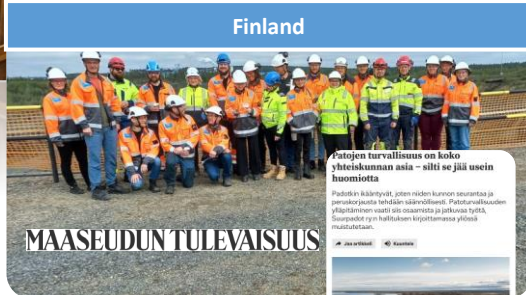 Finland
MAASEUDUN TULEVAISUUS
Patojen turvallisuus on koko
yhteiskunnan asia – silti se jää usein
huomiotta
Padotkin ikääntyvät, joten niiden kunnon seurantaa ja
peruskorjausta tehdään säännöllisesti. Patoturvallisuuden
ylläpitäminen vaatii siis osaamista ja jatkuvaa työtä,
Suurpadot ry:n hallituksen kirjoittamassa yliössä
muistutetaan.
Jaa artikkeli
Kuuntele